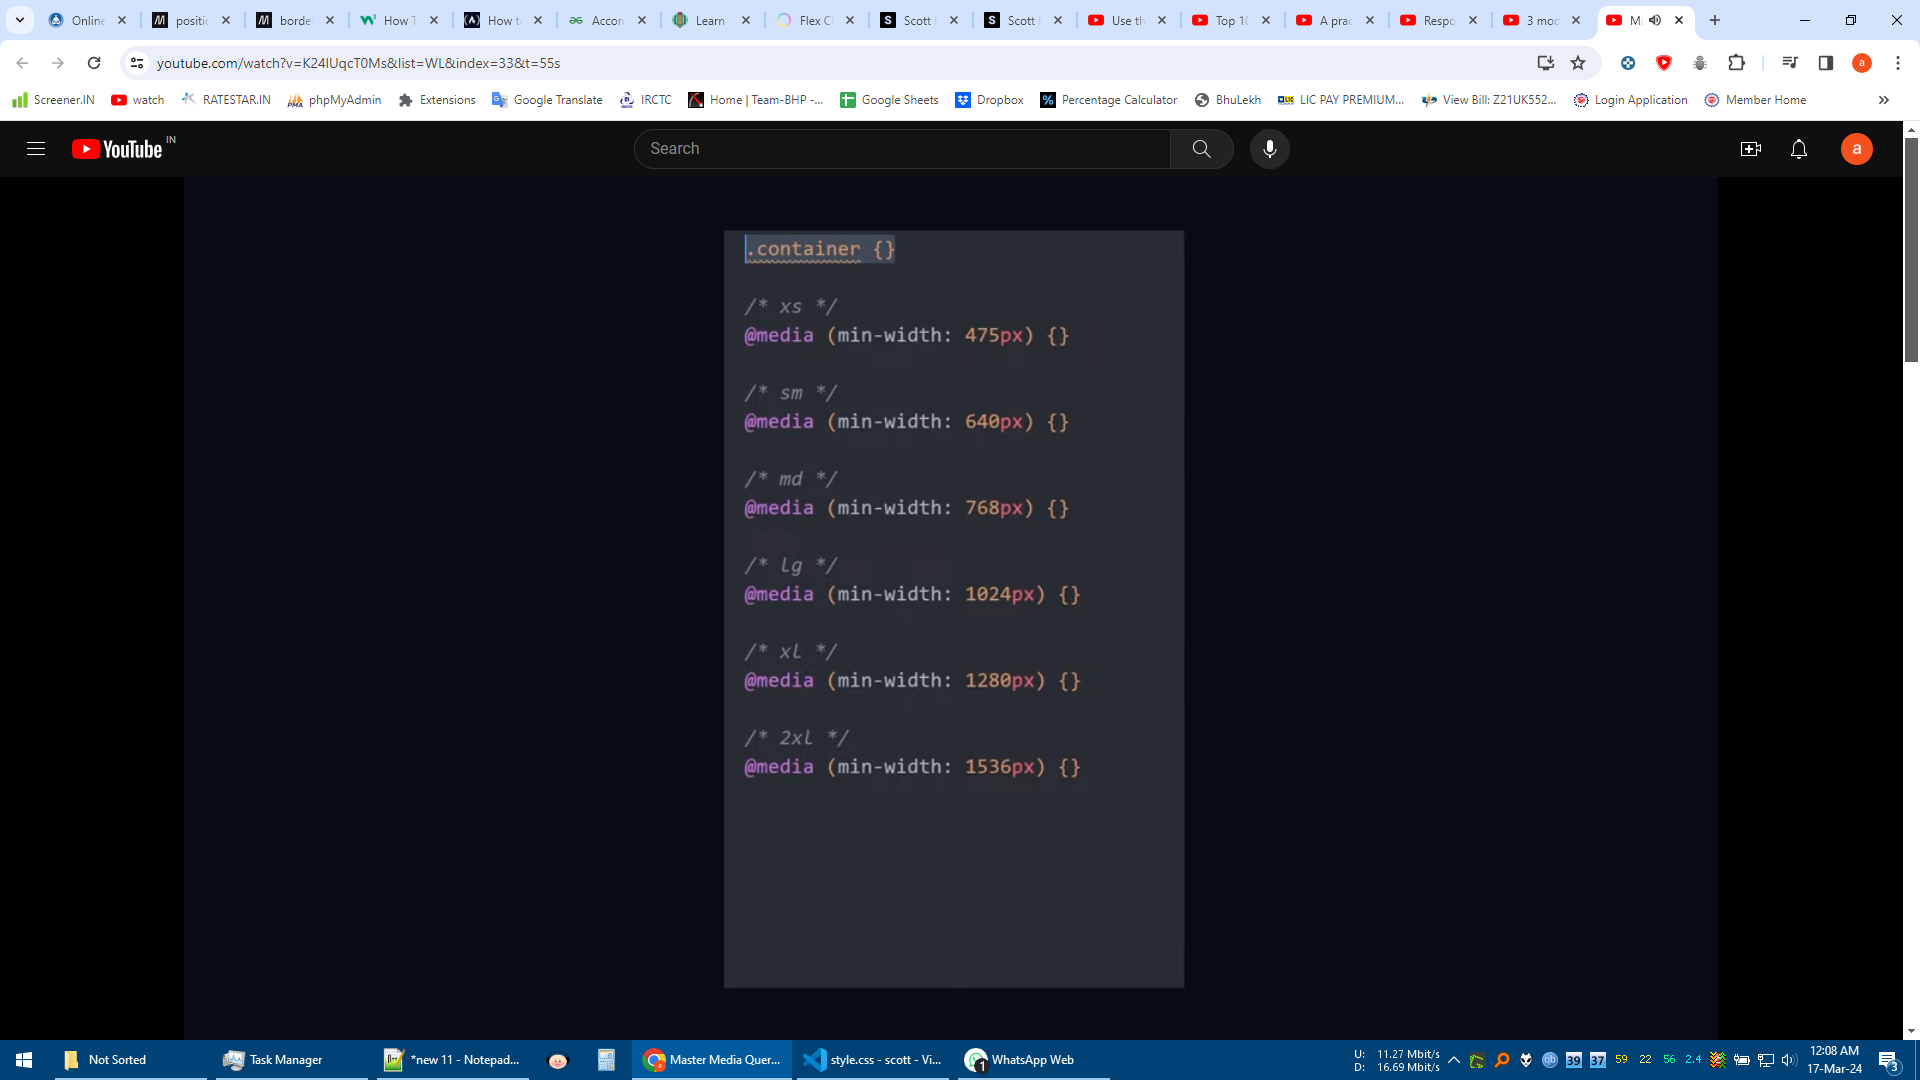 Online
positi
borde
How T
How t
Accor
Learn
Flex C
Scott L
Scott L
Use th
Top 10
A prac
Respo
3 moc
M
youtube.com/watch?v=K24IUqcT0Ms&list=WL&index=33&t=55s
a
Screener.IN
watch
RATESTAR.IN
phpMyAdmin
Extensions
Google Translate
IRCTC
Home | Team-BHP -...
Google Sheets
Dropbox
Percentage Calculator
BhuLekh
LIC PAY PREMIUM...
View Bill: Z21UK552...
Login Application
Member Home
YouTube IN
Search
a
.container {}
/* xs */
@media (min-width: 475px) {}
/* sm */
@media (min-width: 640px) {}
/* md */
@media (min-width: 768px) {}
/* lg */
@media (min-width: 1024px) {}
/* xl */
@media (min-width: 1280px) {}
/* 2xl */
@media (min-width: 1536px) {}
Not Sorted
Task Manager
*new 11 - Notepad...
Master Media Quer...
style.css - scott - Vi...
1
WhatsApp Web
U: 11.27 Mbit/s
D: 16.69 Mbit/s
39
37
59
22
56
2.4
12:08 AM
17-Mar-24
3